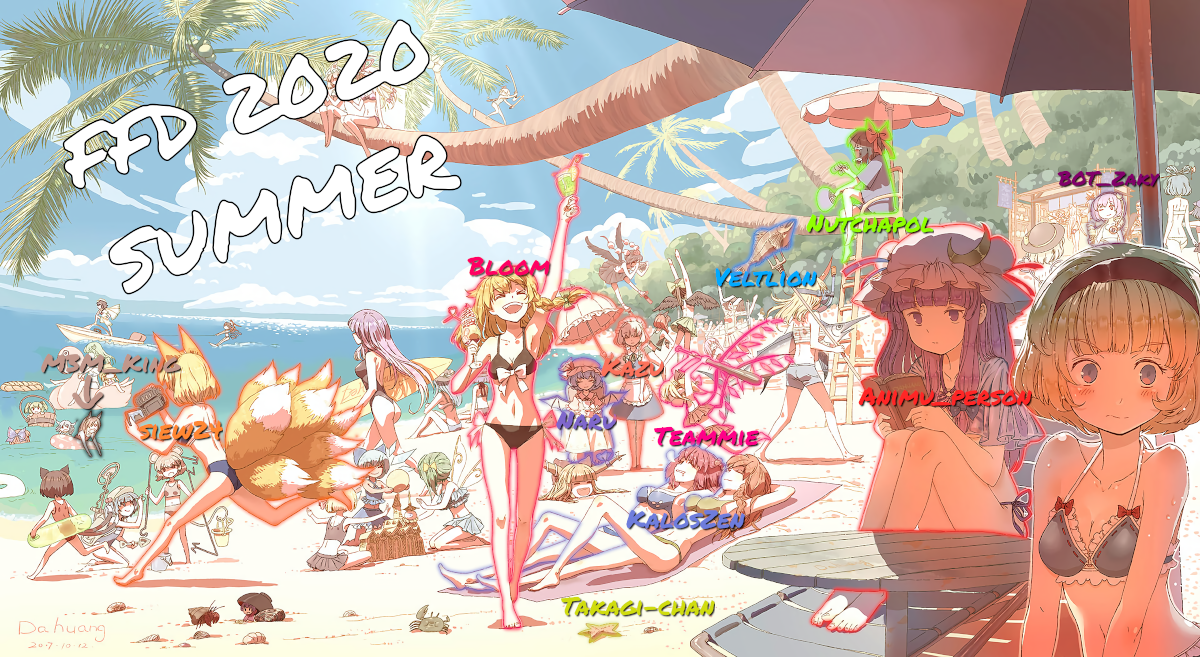 FFD 2020
SUMMER
BOT_Zaky
Nutchapol
Bloom
Veltlion
MBIM_King
Kazu
Animu_person
Naru
siew24
Teammie
KalosZen
Takagi-chan
Dahuang
2017.10.12.